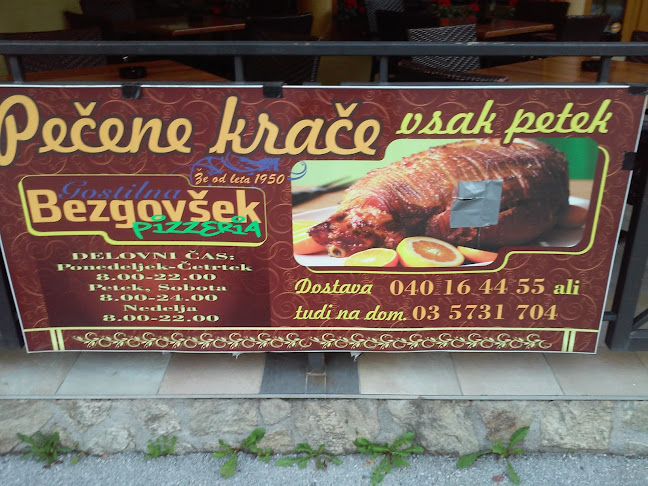 Pečene krače vsak petek
Že od leta 1950
Gostilna
Bezgovšek
PIZZERIA
DELOVNI ČAS:
Ponedeljek-Četrtek
8.00-22.00
Petek, Sobota
8.00-24.00
Nedelja
8.00-22.00
Dostava 040 16 44 55 ali
tudi na dom. 03 5731 704